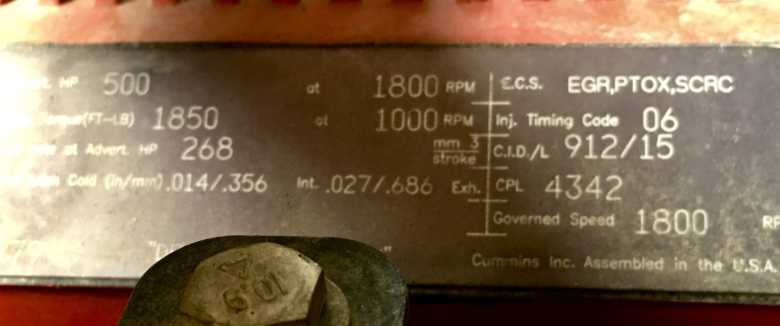 HP 500 at 1800 RPM E.C.S. EGR,PTOX,SCRC
(FT-LB) 1850 at 1000 RPM Inj. Timing Code 06
at Advert. HP 268 mm 3 stroke C.I.D./L 912/15
Cold (in/mm) .014/.356 Int. .027/.686 Exh. CPL 4342
Governed Speed 1800
Cummins Inc. Assembled in the U.S.A.
10.9